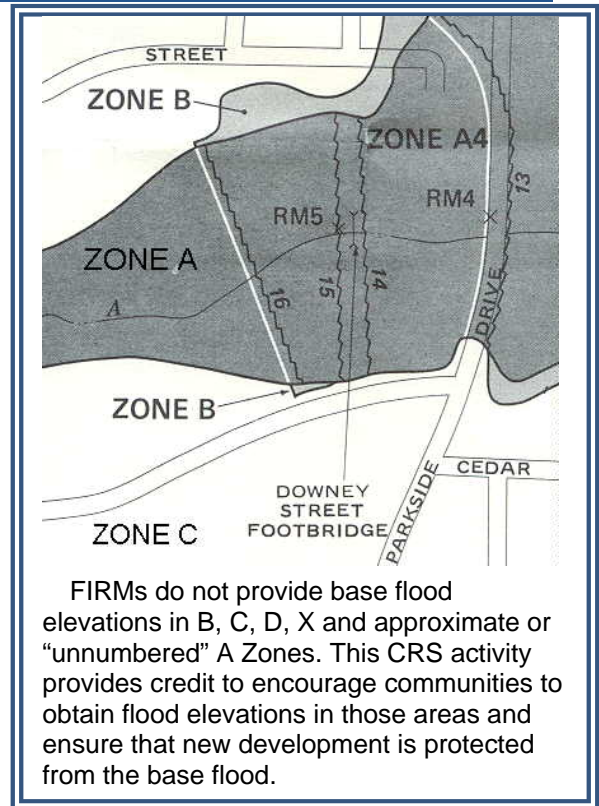 STREET
ZONE B
ZONE A4
13
RM4
RM5
ZONE A
A
16
15
14
DRIVE
ZONE B
CEDAR
PARKSIDE
DOWNEY
STREET
FOOTBRIDGE
ZONE C
FIRMs do not provide base flood
elevations in B, C, D, X and approximate or
“unnumbered” A Zones. This CRS activity
provides credit to encourage communities to
obtain flood elevations in those areas and
ensure that new development is protected
from the base flood.